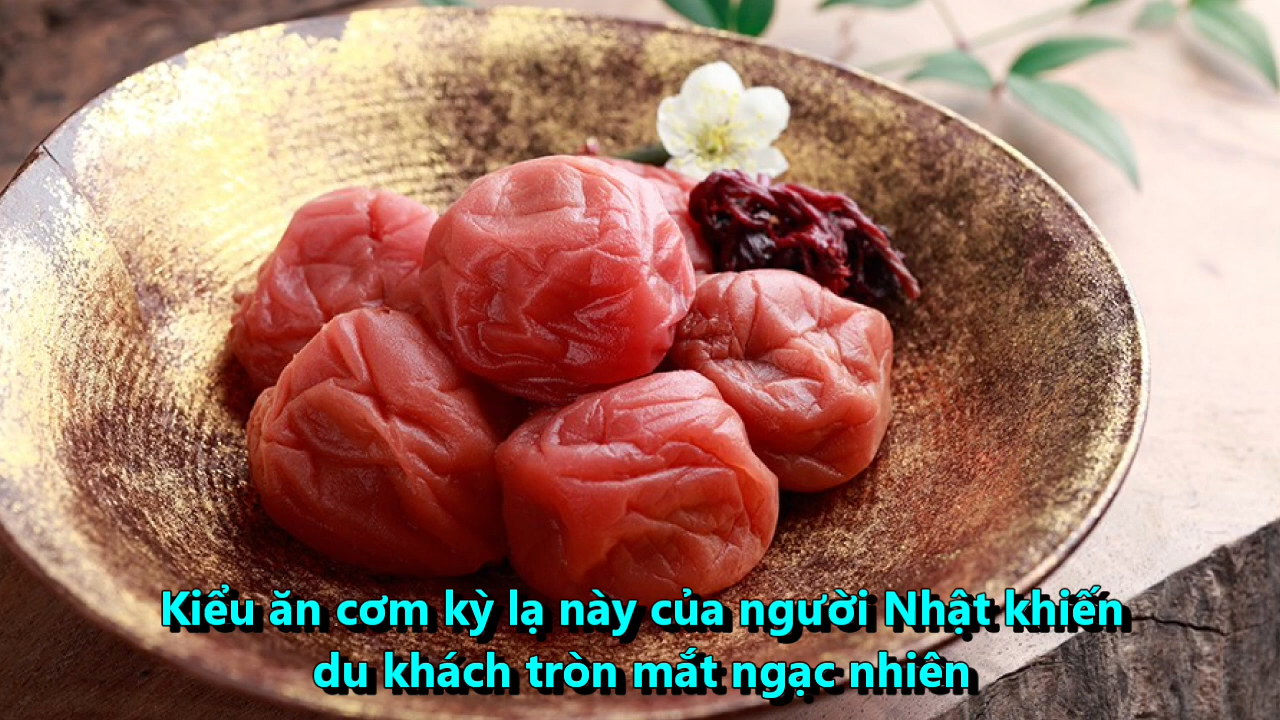 Kiểu ăn cơm kỳ lạ này của người Nhật khiến
du khách tròn mắt ngạc nhiên